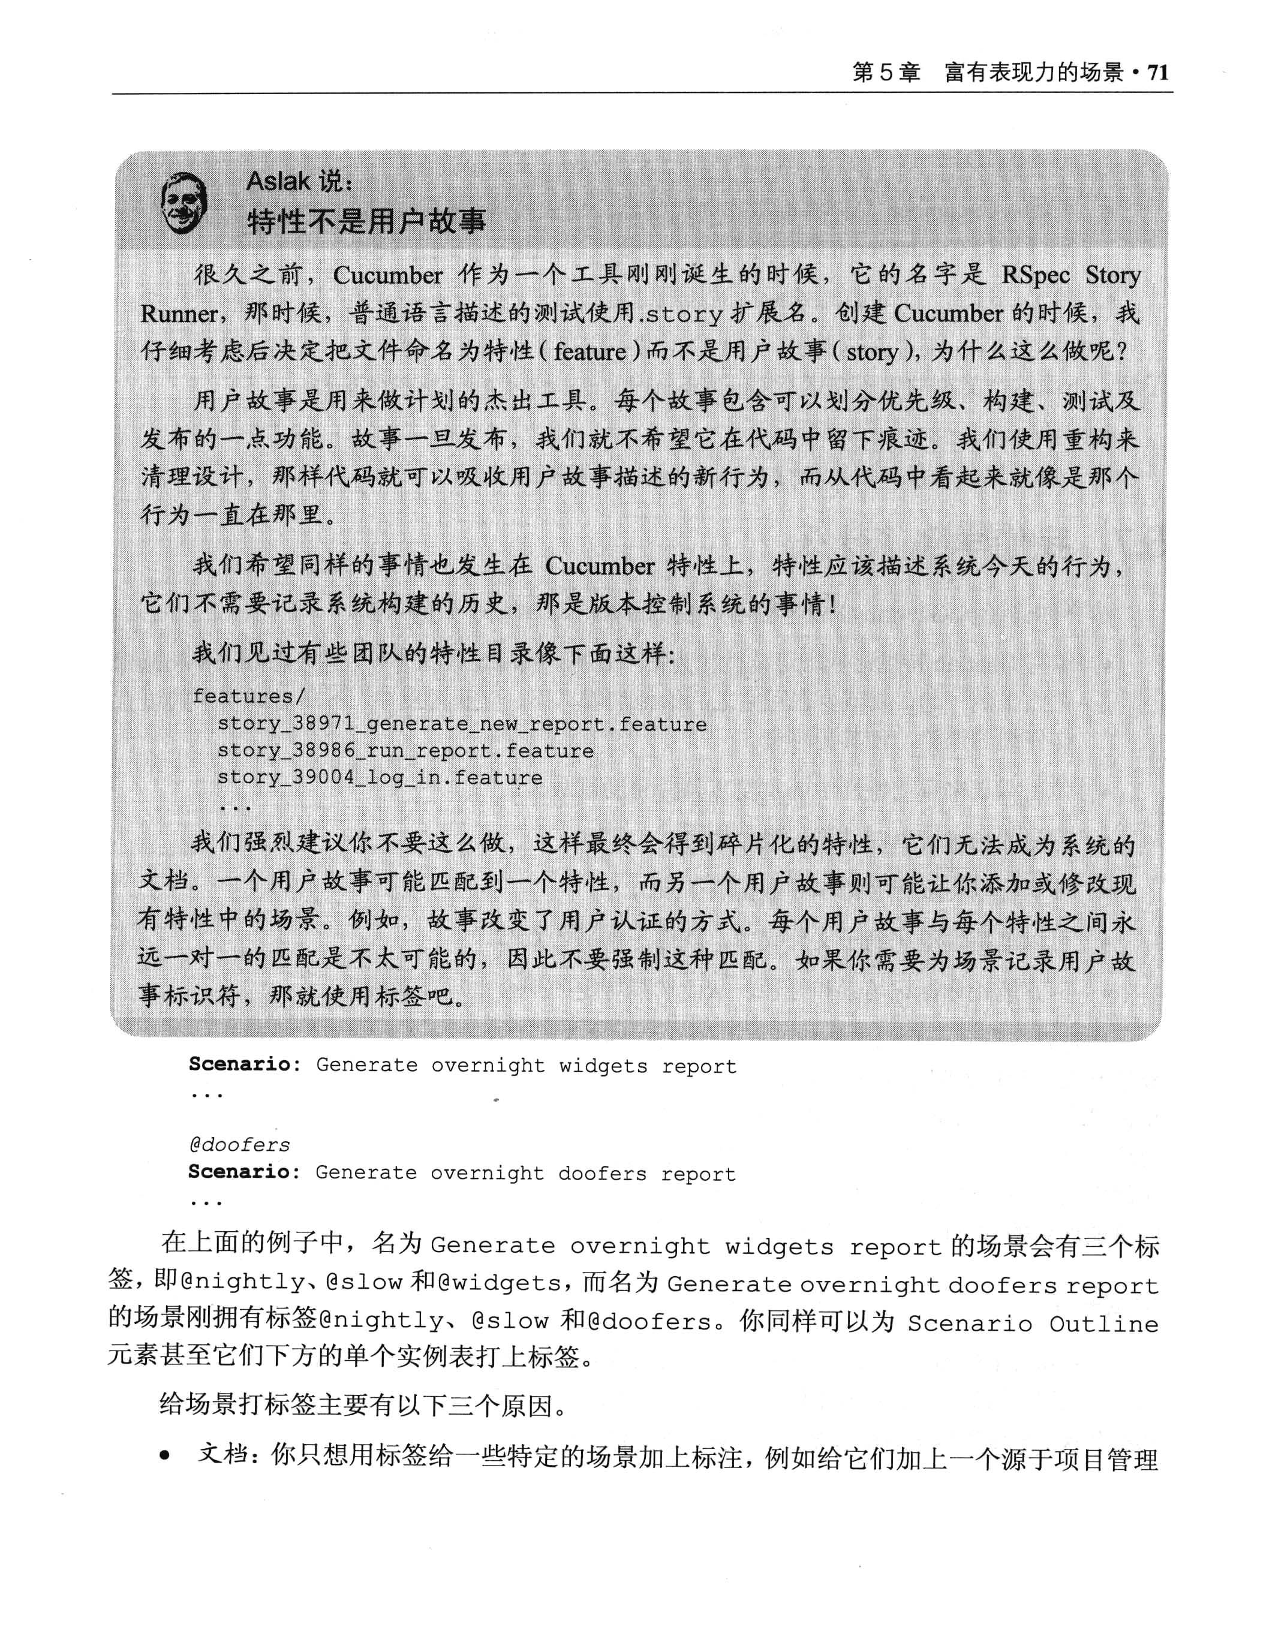 第 5 章　富有表现力的场景 · 71
Aslak 说：
特性不是用户故事
很久之前，Cucumber 作为一个工具刚刚诞生的时候，它的名字是 RSpec Story
Runner，那时候，普通语言描述的测试使用.story 扩展名。创建 Cucumber 的时候，我
仔细考虑后决定把文件命名为特性（feature）而不是用户故事（story），为什么这么做呢？
用户故事是用来做计划的杰出工具。每个故事包含可以划分优先级、构建、测试及
发布的一点功能。故事一旦发布，我们就不希望它在代码中留下痕迹。我们使用重构来
清理设计，那样代码就可以吸收用户故事描述的新行为，而从代码中看起来就像是那个
行为一直在那里。
我们希望同样的事情也发生在 Cucumber 特性上，特性应该描述系统今天的行为，
它们不需要记录系统构建的历史，那是版本控制系统的事情！
我们见过有些团队的特性目录像下面这样：
features/
story_38971_generate_new_report.feature
story_38986_run_report.feature
story_39004_log_in.feature
...
我们强烈建议你不要这么做，这样最终会得到碎片化的特性，它们无法成为系统的
文档。一个用户故事可能匹配到一个特性，而另一个用户故事则可能让你添加或修改现
有特性中的场景。例如，故事改变了用户认证的方式。每个用户故事与每个特性之间永
远一对一的匹配是不太可能的，因此不要强制这种匹配。如果你需要为场景记录用户故
事标识符，那就使用标签吧。
Scenario: Generate overnight widgets report
...
@doofers
Scenario: Generate overnight doofers report
...
在上面的例子中，名为 Generate overnight widgets report 的场景会有三个标
签，即@nightly、@slow 和@widgets，而名为 Generate overnight doofers report
的场景刚拥有标签@nightly、@slow 和@doofers。你同样可以为 Scenario Outline
元素甚至它们下方的单个实例表打上标签。
给场景打标签主要有以下三个原因。
● 文档：你只想用标签给一些特定的场景加上标注，例如给它们加上一个源于项目管理